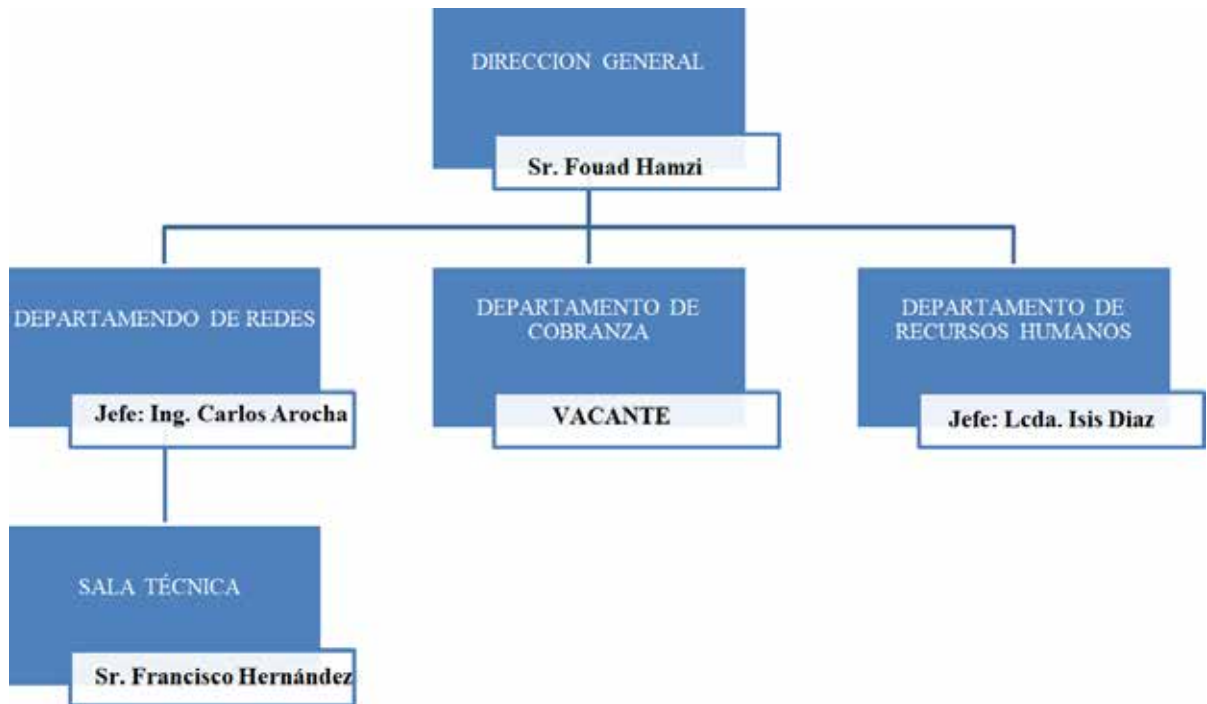 DIRECCION GENERAL
Sr. Fouad Hamzi
DEPARTAMENDO DE REDES
Jefe: Ing. Carlos Arocha
DEPARTAMENTO DE
COBRANZA
VACANTE
DEPARTAMENTO DE
RECURSOS HUMANOS
Jefe: Lcda. Isis Diaz
SALA TÉCNICA
Sr. Francisco Hernández